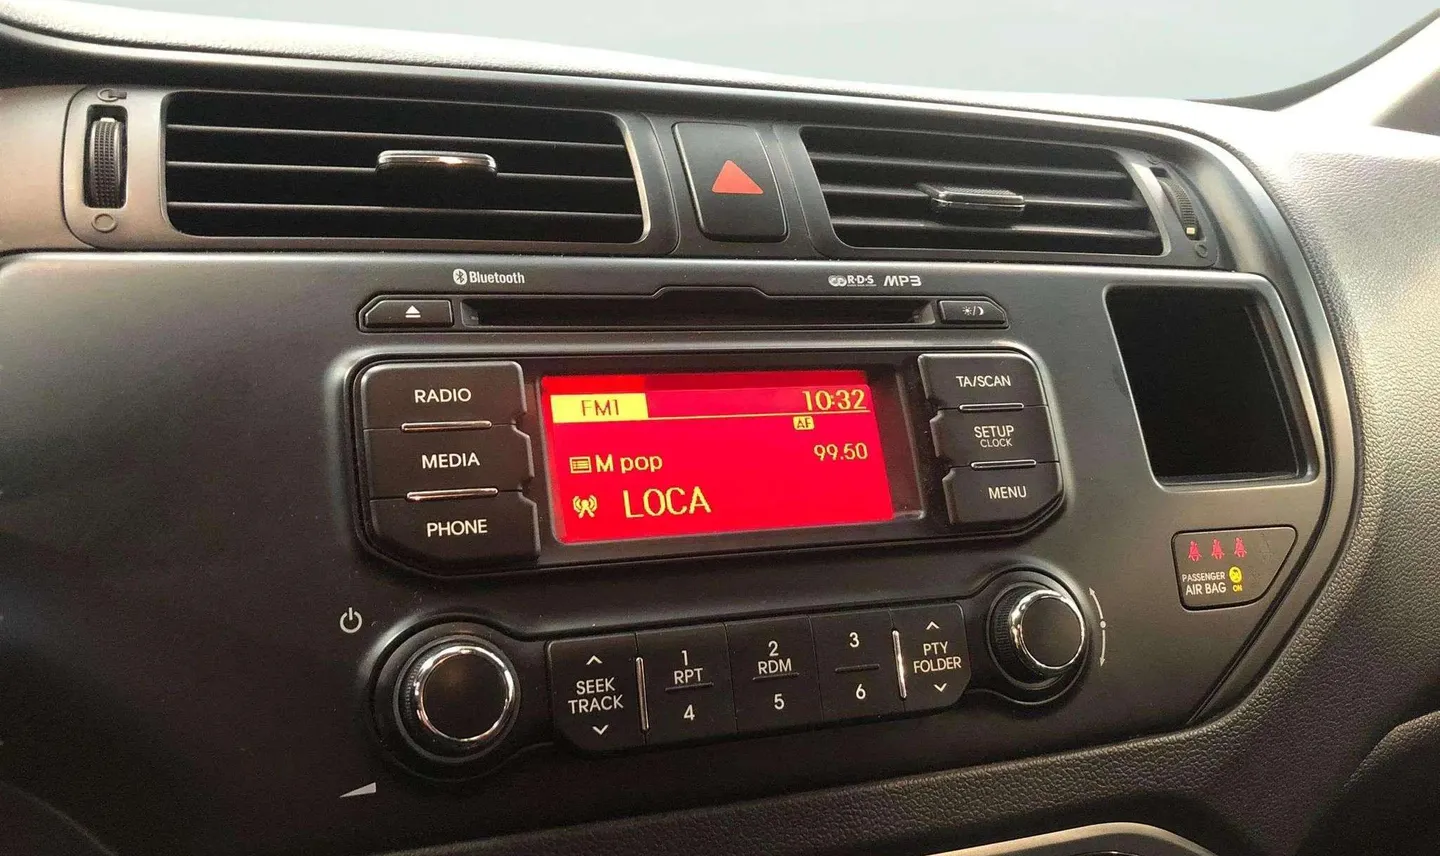 Bluetooth
R·D·S MP3
RADIO
MEDIA
PHONE
FM1
10:32
AF
M pop
99.50
LOCA
TA/SCAN
SETUP
CLOCK
MENU
PASSENGER
AIR BAG ON
SEEK
TRACK
1
RPT
4
2
RDM
5
3
6
PTY
FOLDER